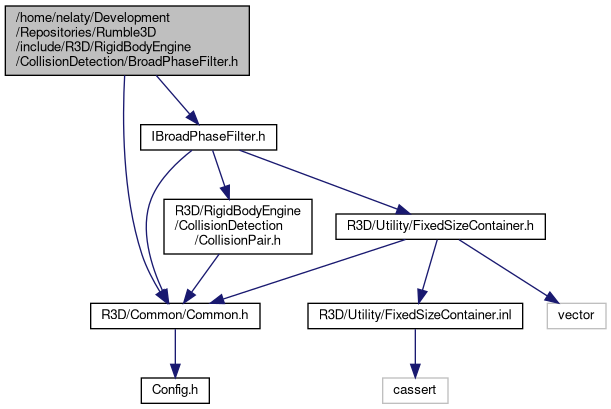 /home/nelaty/Development
/Repositories/Rumble3D
/include/R3D/RigidBodyEngine
/CollisionDetection/BroadPhaseFilter.h
IBroadPhaseFilter.h
R3D/RigidBodyEngine
/CollisionDetection
/CollisionPair.h
R3D/Utility/FixedSizeContainer.h
R3D/Common/Common.h
R3D/Utility/FixedSizeContainer.inl
vector
Config.h
cassert